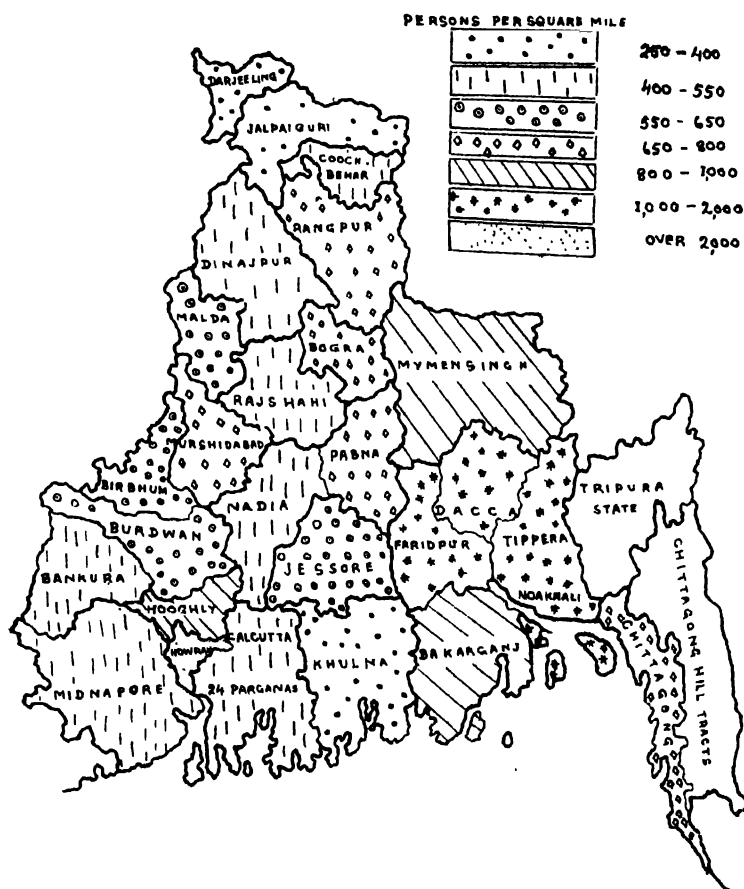 PERSONS PER SQUARE MILE
250 - 400
400 - 550
550 - 650
650 - 800
800 - 1,000
1,000 - 2,000
OVER 2,000
DARJEELING
JALPAIGURI
COOCH-
BEHAR
RANGPUR
DINAJPUR
MALDA
BOGRA
MYMENSINGH
RAJSHAHI
MURSHIDABAD
PABNA
BIRBHUM
NADIA
DACCA
TRIPURA
STATE
BURDWAN
FARIDPUR
TIPPERA
JESSORE
BANKURA
NOAKHALI
HOOGHLY
CALCUTTA
HOWRAH
KHULNA
BAKARGANJ
MIDNAPORE
24 PARGANAS
CHITTAGONG
CHITTAGONG HILL TRACTS